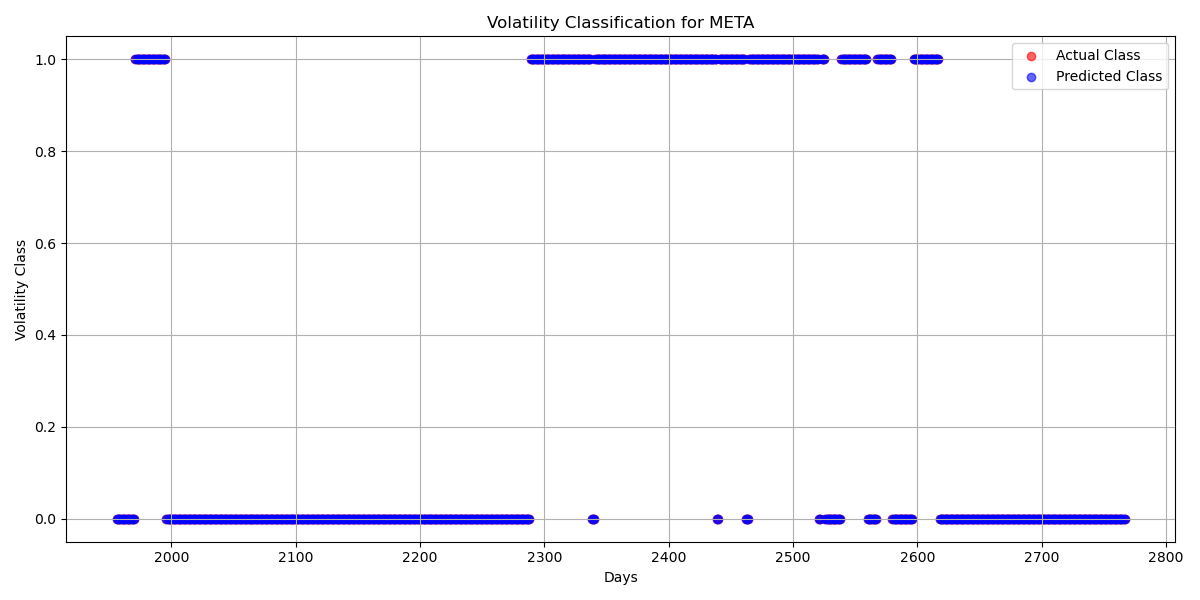 Volatility Classification for META
Actual Class
Predicted Class
Volatility Class
1.0
0.8
0.6
0.4
0.2
0.0
2000 2100 2200 2300 2400 2500 2600 2700 2800
Days